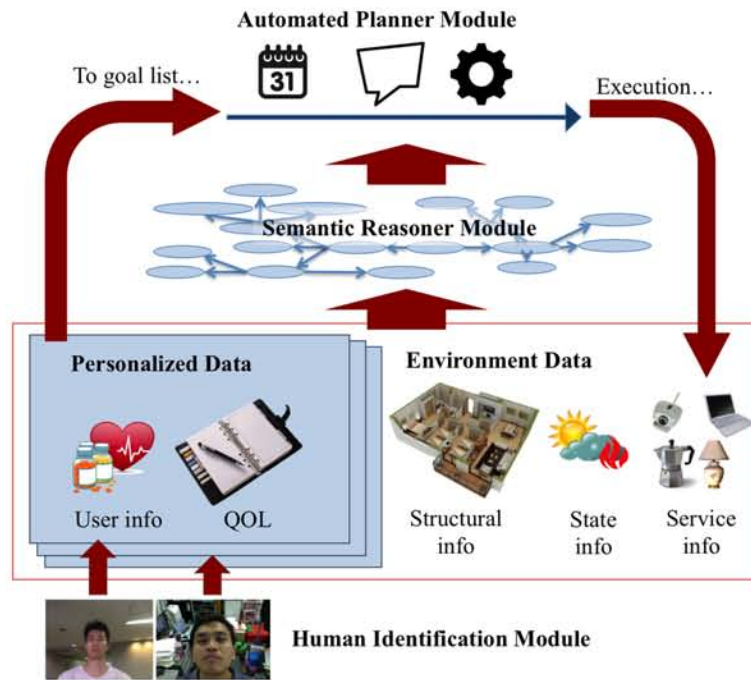 Automated Planner Module
To goal list…
31
Execution…
Semantic Reasoner Module
Personalized Data
Environment Data
User info
QOL
Structural
info
State
info
Service
info
Human Identification Module